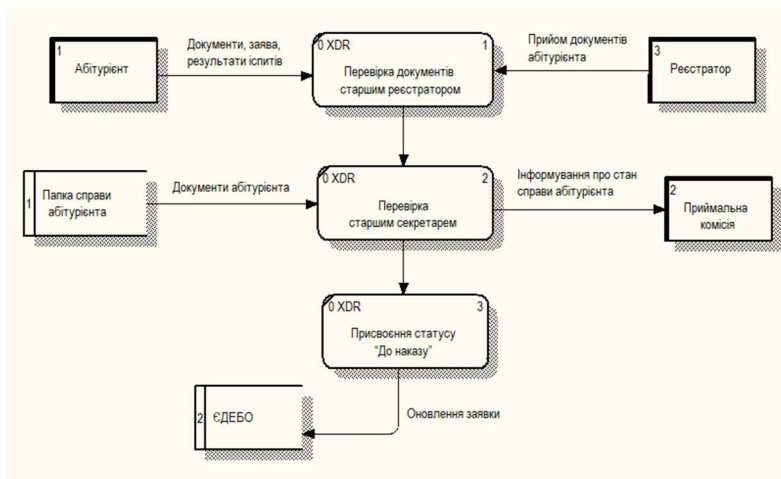 1
Абітурієнт
Документи, заява,
результати іспитів
0 XDR
1
Перевірка документів
старшим реєстратором
Прийом документів
абітурієнта
3
Реєстратор
1
Папка справи
абітурієнта
Документи абітурієнта
0 XDR
2
Перевірка
старшим секретарем
Інформування про стан
справи абітурієнта
2
Приймальна
комісія
0 XDR
3
Присвоєння статусу
“До наказу”
2
ЄДЕБО
Оновлення заявки